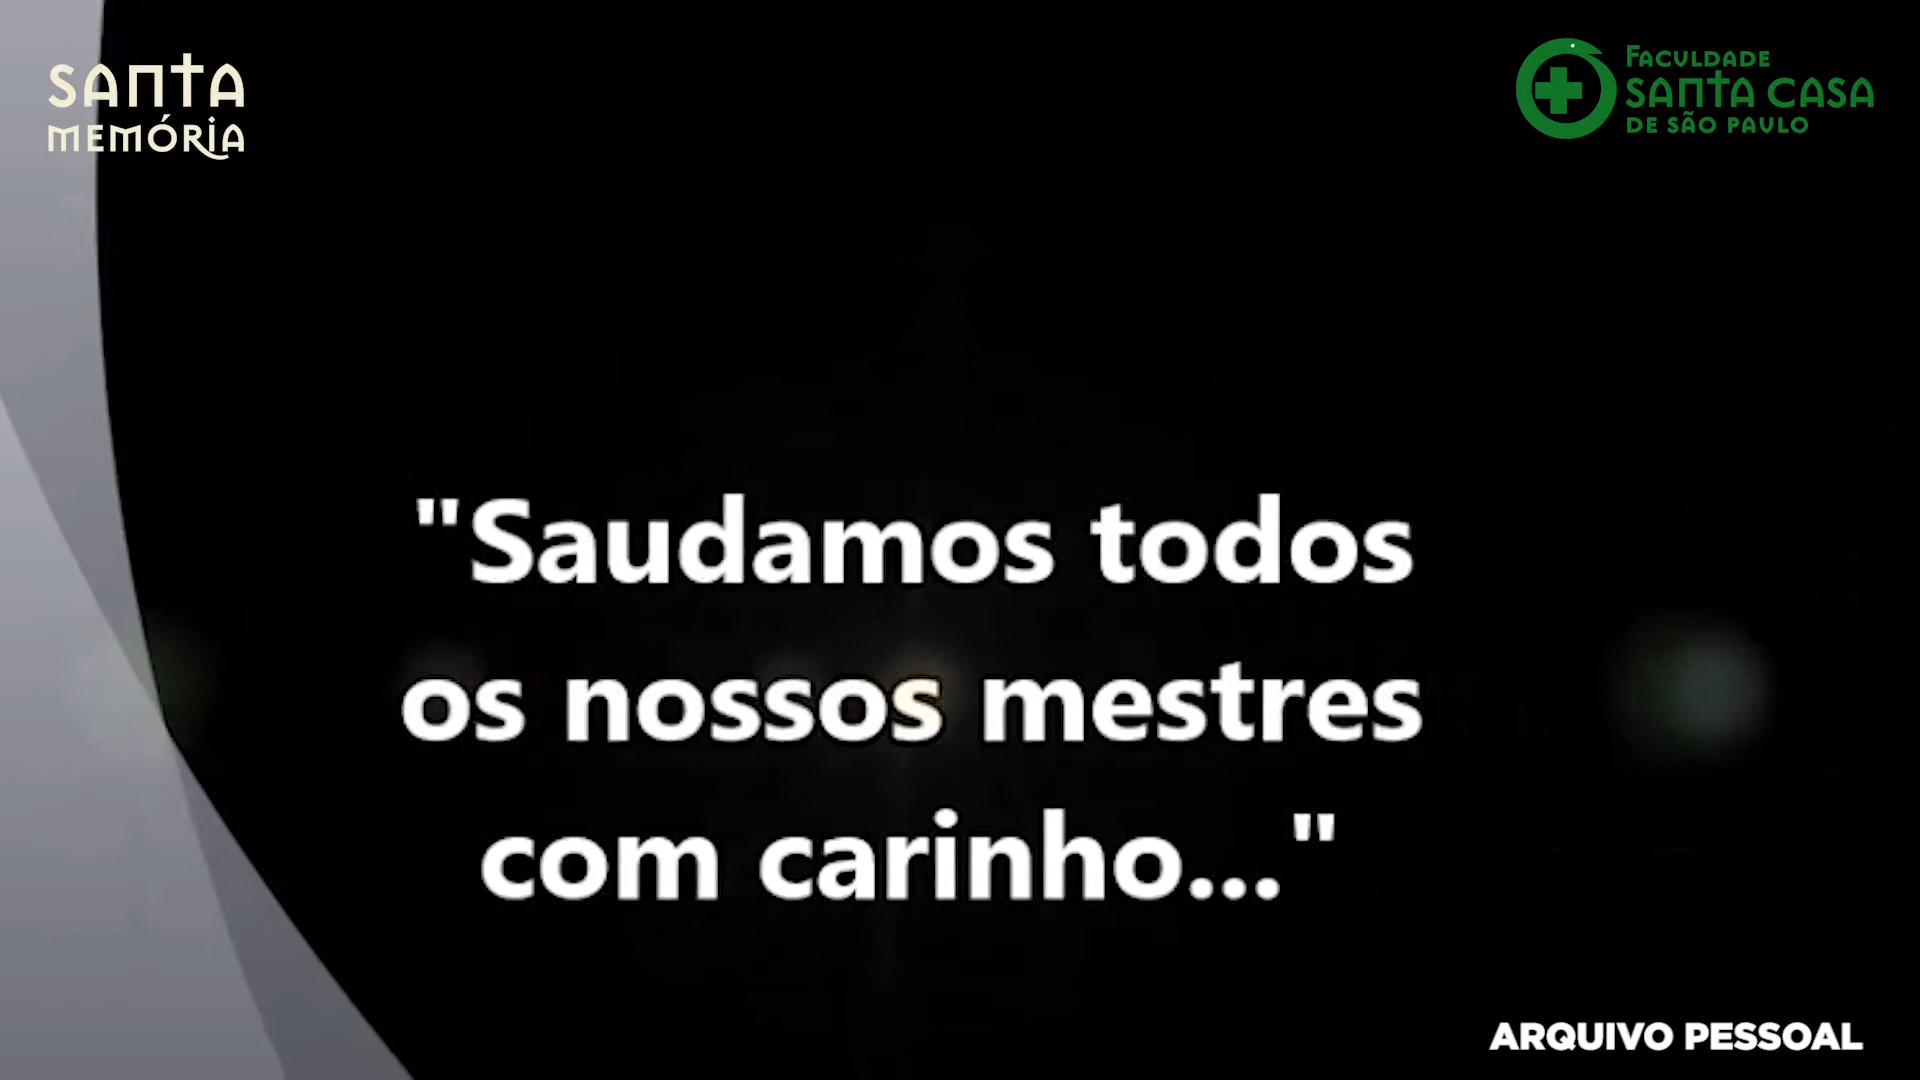 SANTA
MEMÓRIA
FACULDADE
SANTA CASA
DE SÃO PAULO
"Saudamos todos
os nossos mestres
com carinho..."
ARQUIVO PESSOAL